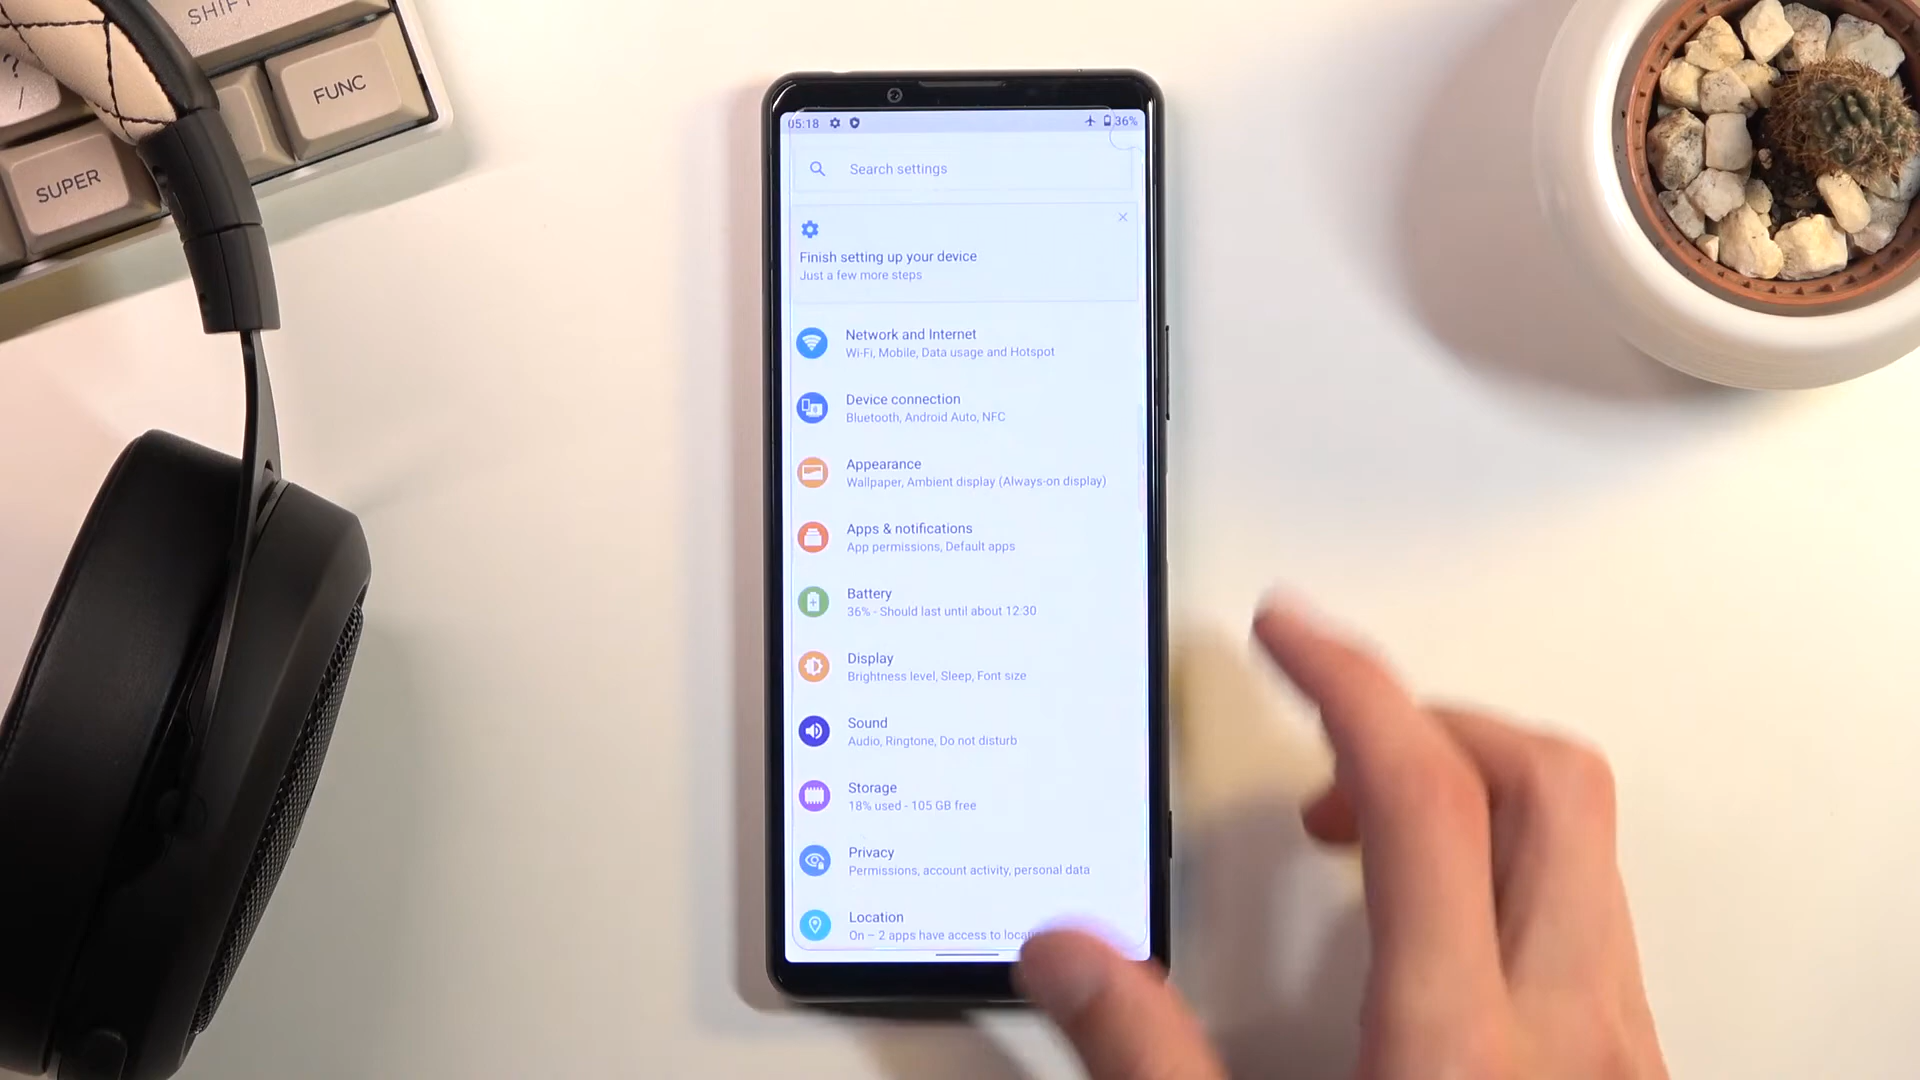 SHIFT
?
/
FUNC
SUPER
05:18
36%
Search settings
Finish setting up your device
Just a few more steps
Network and Internet
Wi-Fi, Mobile, Data usage and Hotspot
Device connection
Bluetooth, Android Auto, NFC
Appearance
Wallpaper, Ambient display (Always-on display)
Apps & notifications
App permissions, Default apps
Battery
36% - Should last until about 12:30
Display
Brightness level, Sleep, Font size
Sound
Audio, Ringtone, Do not disturb
Storage
18% used - 105 GB free
Privacy
Permissions, account activity, personal data
Location
On – 2 apps have access to